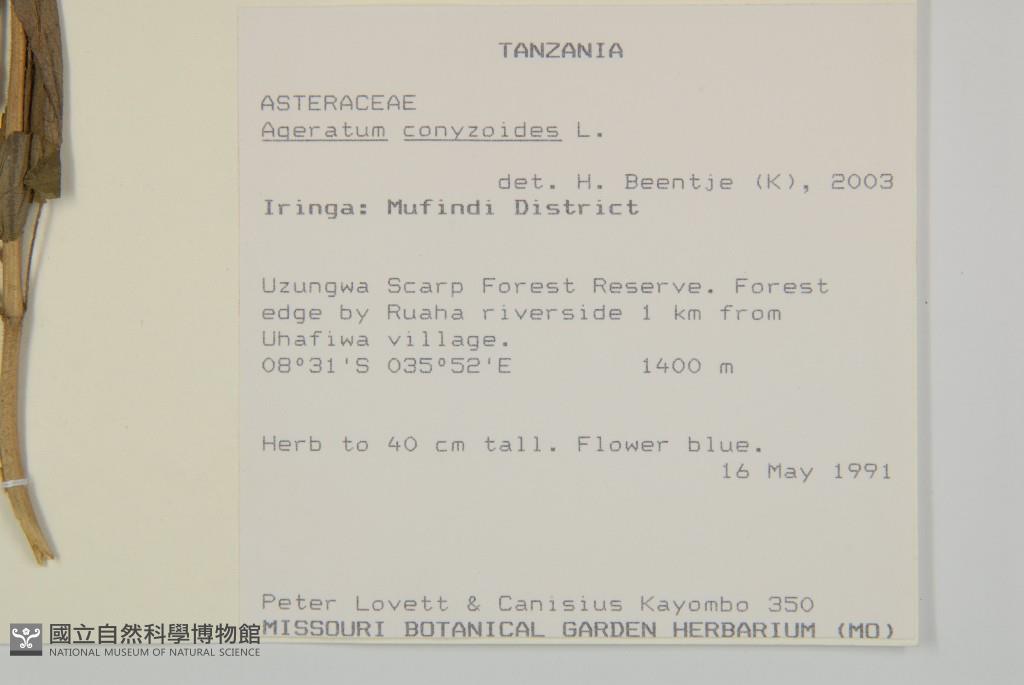 TANZANIA
ASTERACEAE
Ageratum conyzoides L.
det. H. Beentje (K), 2003
Iringa: Mufindi District
Uzungwa Scarp Forest Reserve. Forest
edge by Ruaha riverside 1 km from
Uhafiwa village.
08°31'S 035°52'E 1400 m
Herb to 40 cm tall. Flower blue.
16 May 1991
Peter Lovett & Canisius Kayombo 350
MISSOURI BOTANICAL GARDEN HERBARIUM (MO)
國立自然科學博物館
NATIONAL MUSEUM OF NATURAL SCIENCE